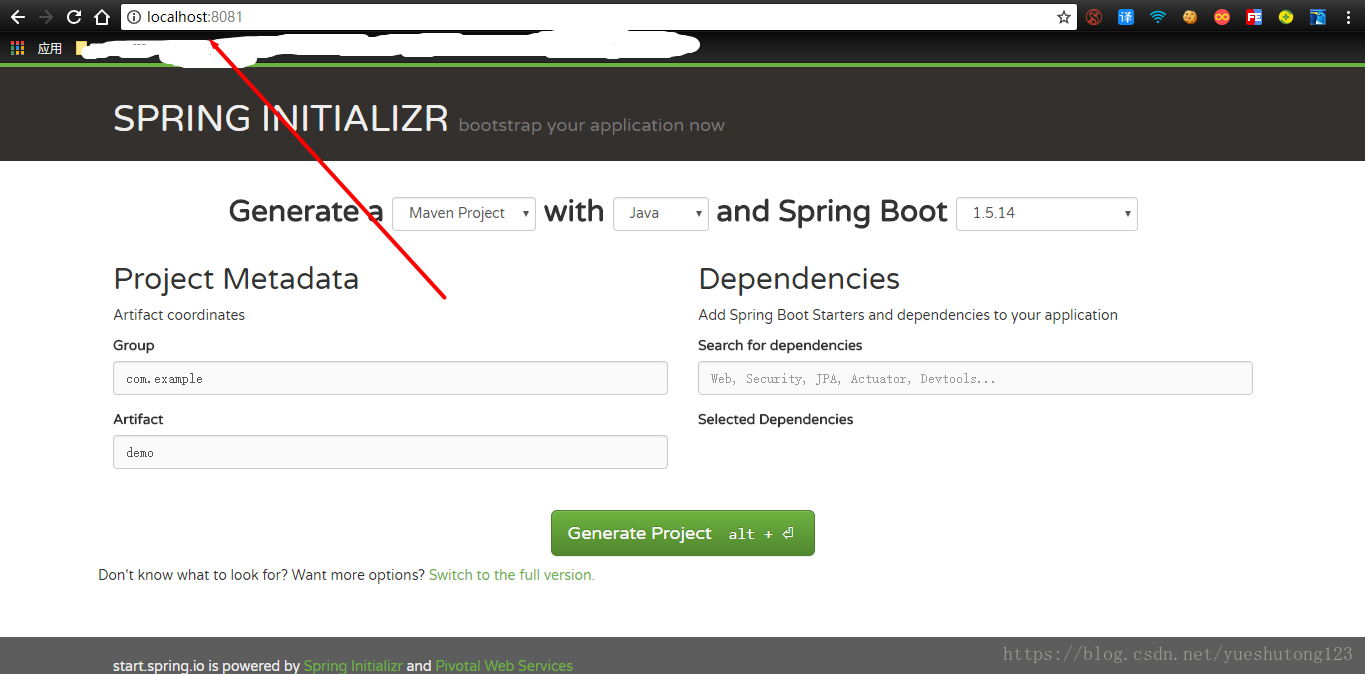 localhost:8081
应用
SPRING INITIALIZR bootstrap your application now
Generate a Maven Project with Java and Spring Boot 1.5.14
Project Metadata
Artifact coordinates
Group
com.example
Artifact
demo
Dependencies
Add Spring Boot Starters and dependencies to your application
Search for dependencies
Web, Security, JPA, Actuator, Devtools...
Selected Dependencies
Generate Project alt + ⏎
Don't know what to look for? Want more options? Switch to the full version.
start.spring.io is powered by Spring Initializr and Pivotal Web Services
https://blog.csdn.net/yueshutong123